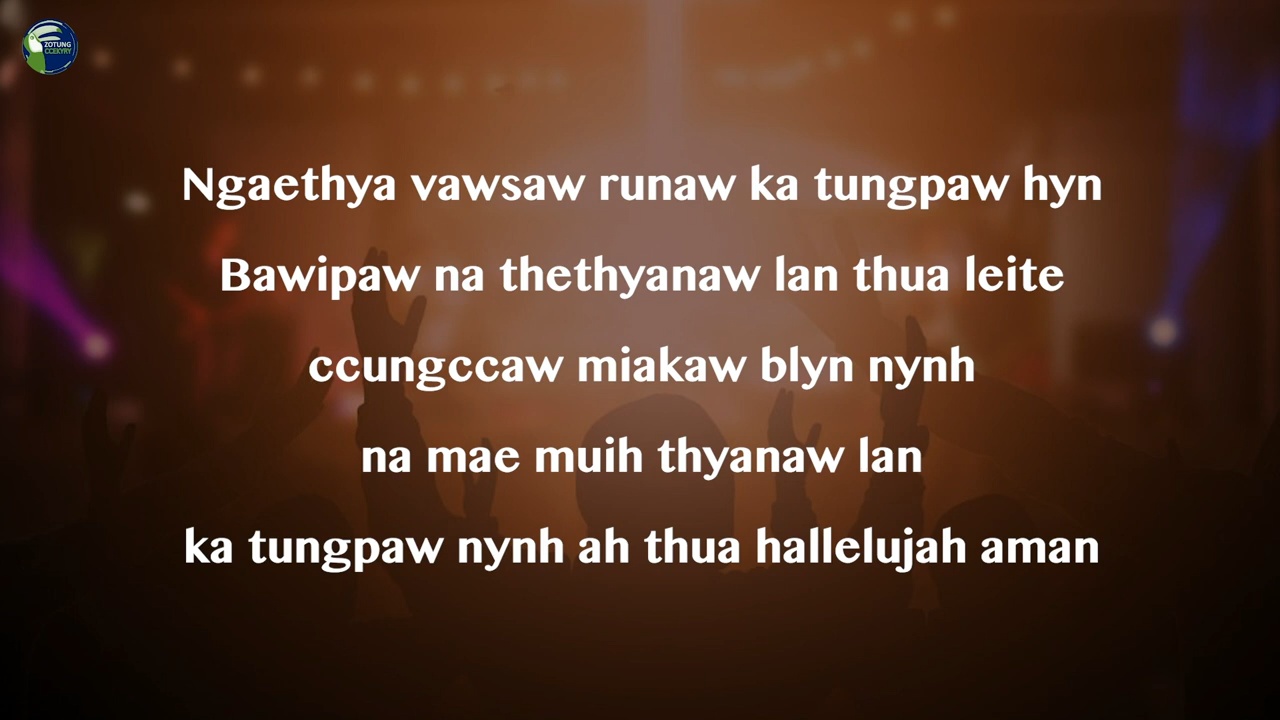 ZOTUNG
CCEKYRY
Ngaethya vawsaw runaw ka tungpaw hyn
Bawipaw na thethyanaw lan thua leite
ccungccaw miakaw blyn nynh
na mae muih thyanaw lan
ka tungpaw nynh ah thua hallelujah aman